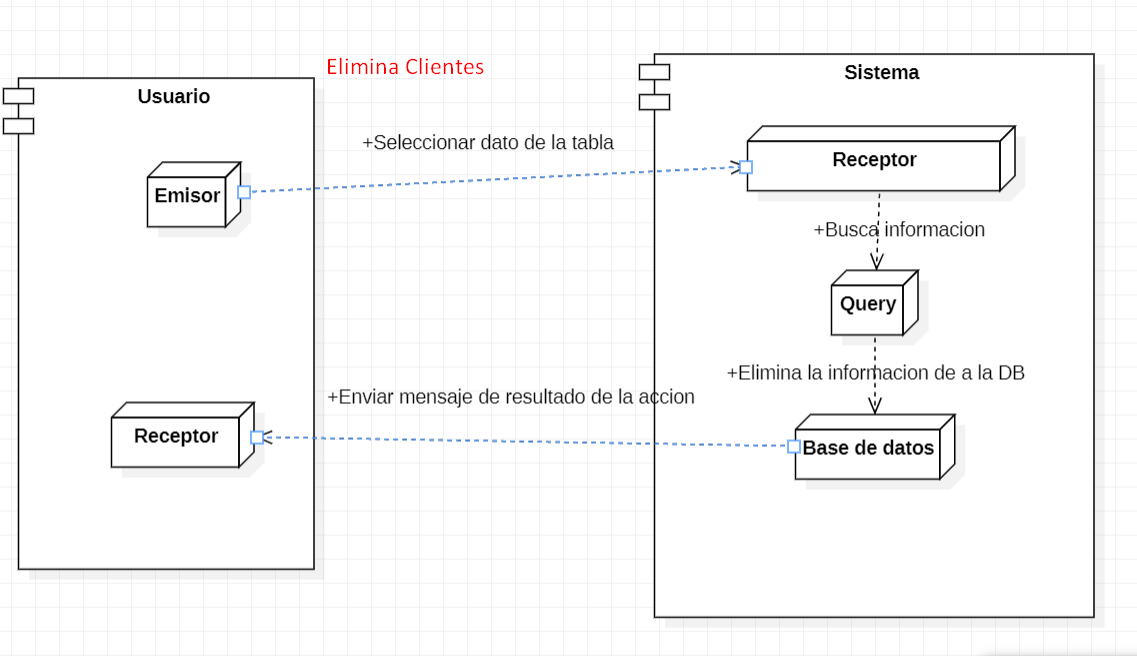 Elimina Clientes
Usuario
Sistema
+Seleccionar dato de la tabla
Receptor
Emisor
+Busca informacion
Query
+Elimina la informacion de a la DB
+Enviar mensaje de resultado de la accion
Receptor
Base de datos